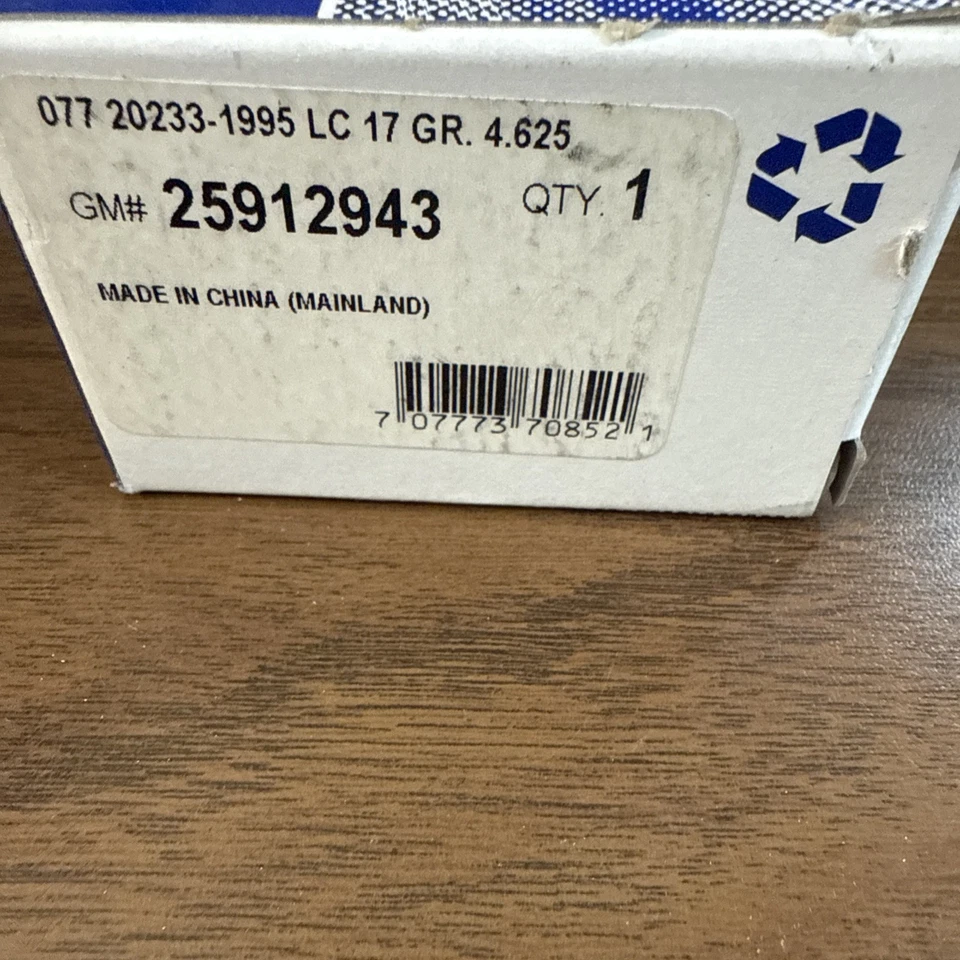 077 20233-1995 LC 17 GR. 4.625
GM# 25912943 QTY. 1
MADE IN CHINA (MAINLAND)
7 07773 70852 1